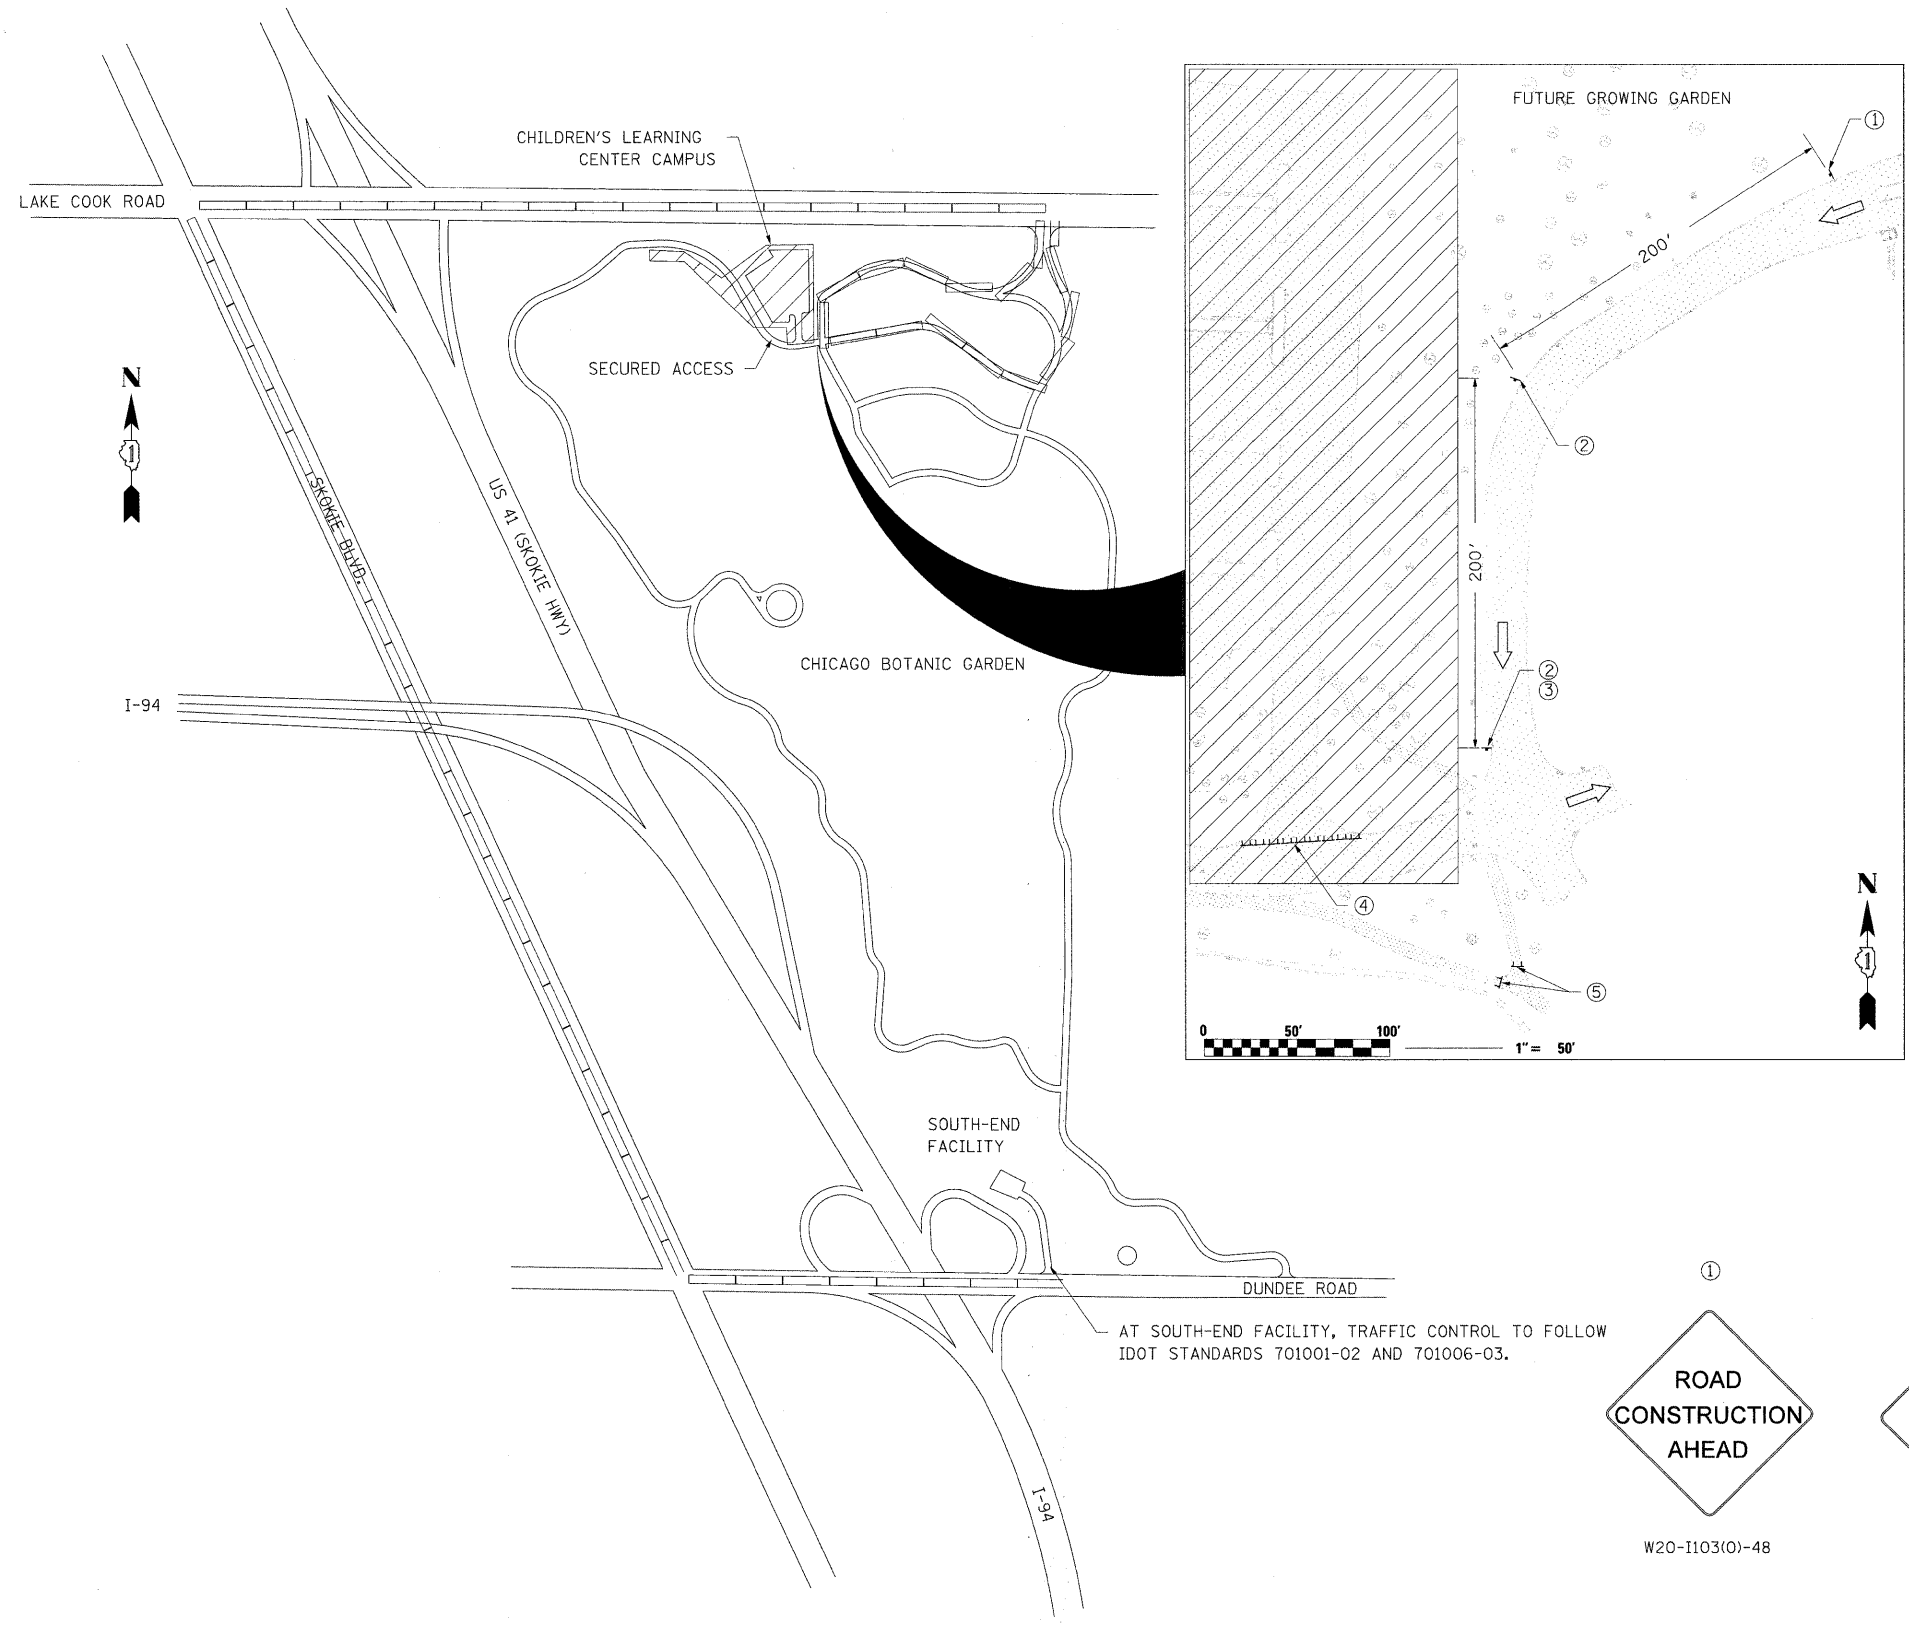 CHILDREN'S LEARNING
CENTER CAMPUS
LAKE COOK ROAD
SECURED ACCESS
N
1
SKOKIE BLVD.
US 41 (SKOKIE HWY)
CHICAGO BOTANIC GARDEN
I-94
SOUTH-END
FACILITY
DUNDEE ROAD
AT SOUTH-END FACILITY, TRAFFIC CONTROL TO FOLLOW
IDOT STANDARDS 701001-02 AND 701006-03.
I-94
FUTURE GROWING GARDEN
1
200'
2
200'
2
3
4
5
N
1
0 50' 100'
1" = 50'
1
ROAD
CONSTRUCTION
AHEAD
W20-I103(O)-48